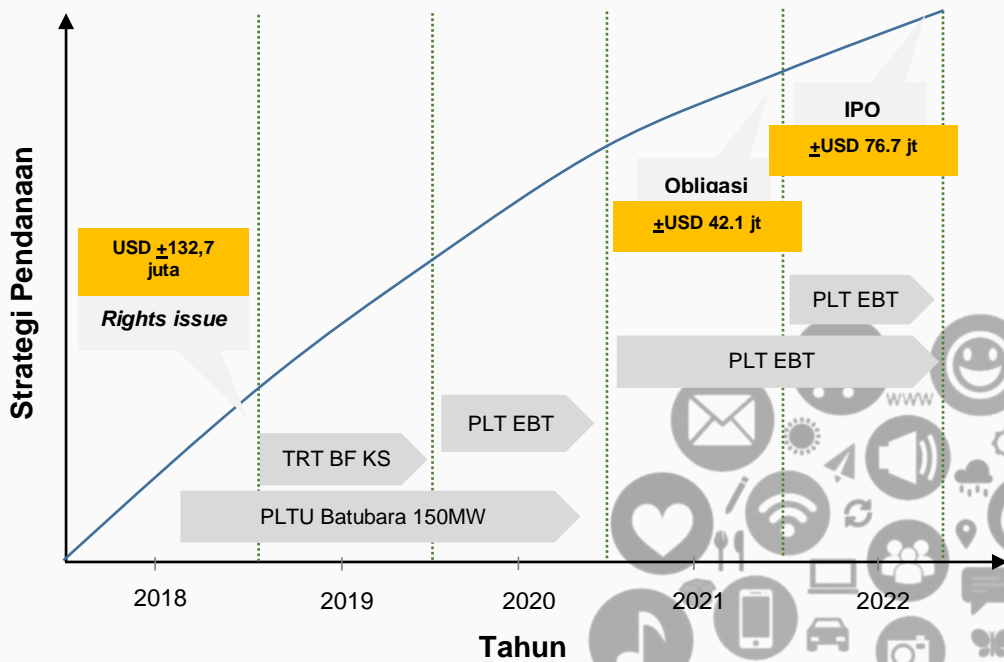 Strategi Pendanaan
IPO
±USD 76.7 jt
Obligasi
±USD 42.1 jt
USD ±132,7
juta
Rights issue
PLT EBT
PLT EBT
WWW
PLT EBT
TRT BF KS
PLTU Batubara 150MW
2018
2019
2020
2021
2022
Tahun